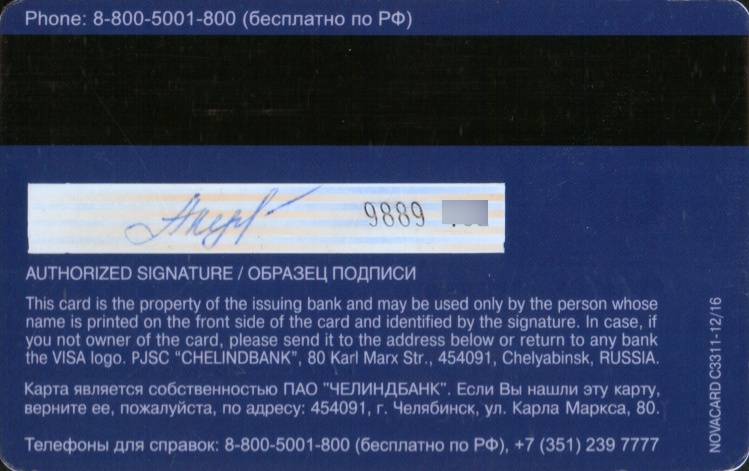 Phone: 8-800-5001-800 (бесплатно по РФ)
9889
AUTHORIZED SIGNATURE / ОБРАЗЕЦ ПОДПИСИ
This card is the property of the issuing bank and may be used only by the person whose
name is printed on the front side of the card and identified by the signature. In case, if
you not owner of the card, please send it to the address below or return to any bank
the VISA logo. PJSC “CHELINDBANK”, 80 Karl Marx Str., 454091, Chelyabinsk, RUSSIA.
Карта является собственностью ПАО "ЧЕЛИНДБАНК". Если Вы нашли эту карту,
верните ее, пожалуйста, по адресу: 454091, г. Челябинск, ул. Карла Маркса, 80.
Телефоны для справок: 8-800-5001-800 (бесплатно по РФ), +7 (351) 239 7777
NOVACARD C3311-12/16